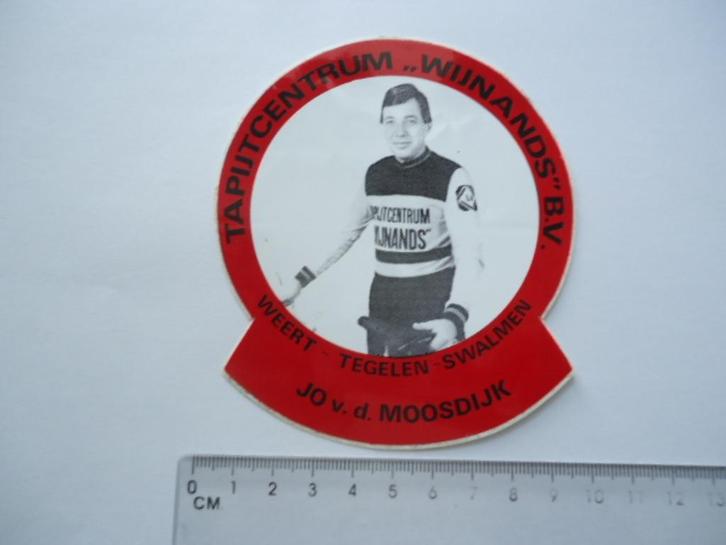 TAPIJTCENTRUM „WIJNANDS” B.V.
PIJTCENTRUM
WIJNANDS”
WEERT - TEGELEN - SWALMEN
JO v. d. MOOSDIJK
0 1 2 3 4 5 6 7 8 9 10 11 12 13
CM